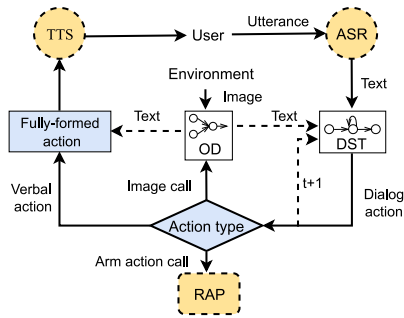 TTS
User
Utterance
ASR
Environment
Image
Text
Fully-formed
action
Text
OD
Text
DST
Verbal
action
Image call
t+1
Dialog
action
Action type
Arm action call
RAP